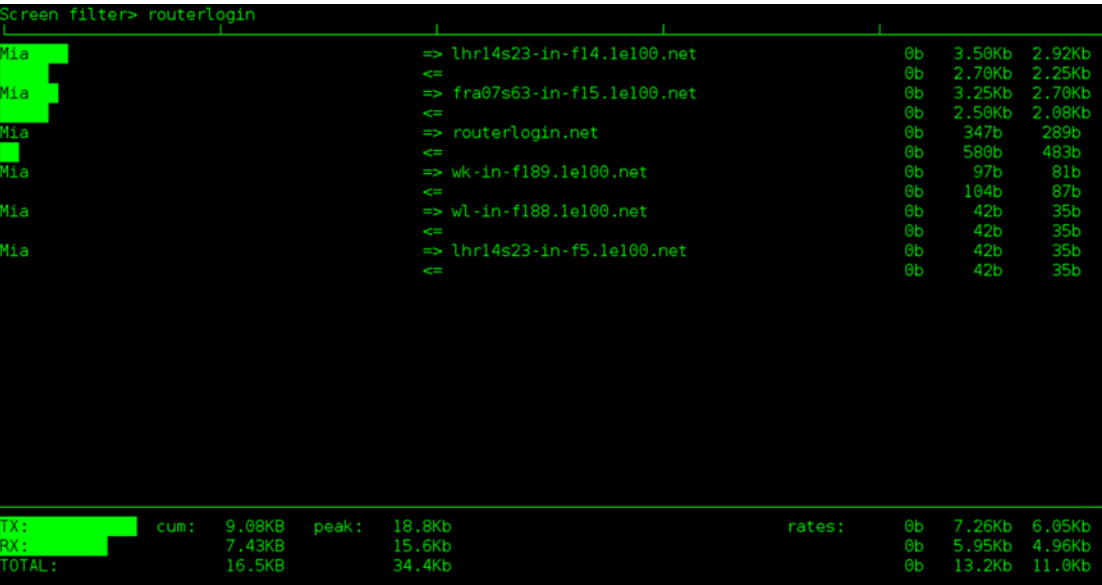 Screen filter> routerlogin
Mia => lhr14s23-in-f14.1e100.net 0b 3.50Kb 2.92Kb
<= 0b 2.70Kb 2.25Kb
Mia => fra07s63-in-f15.1e100.net 0b 3.25Kb 2.70Kb
<= 0b 2.50Kb 2.08Kb
Mia => routerlogin.net 0b 347b 289b
<= 0b 580b 483b
Mia => wk-in-f189.1e100.net 0b 97b 81b
<= 0b 104b 87b
Mia => wl-in-f188.1e100.net 0b 42b 35b
<= 0b 42b 35b
Mia => lhr14s23-in-f5.1e100.net 0b 42b 35b
<= 0b 42b 35b
TX: cum: 9.08KB peak: 18.8Kb rates: 0b 7.26Kb 6.05Kb
RX: 7.43KB 15.6Kb 0b 5.95Kb 4.96Kb
TOTAL: 16.5KB 34.4Kb 0b 13.2Kb 11.0Kb